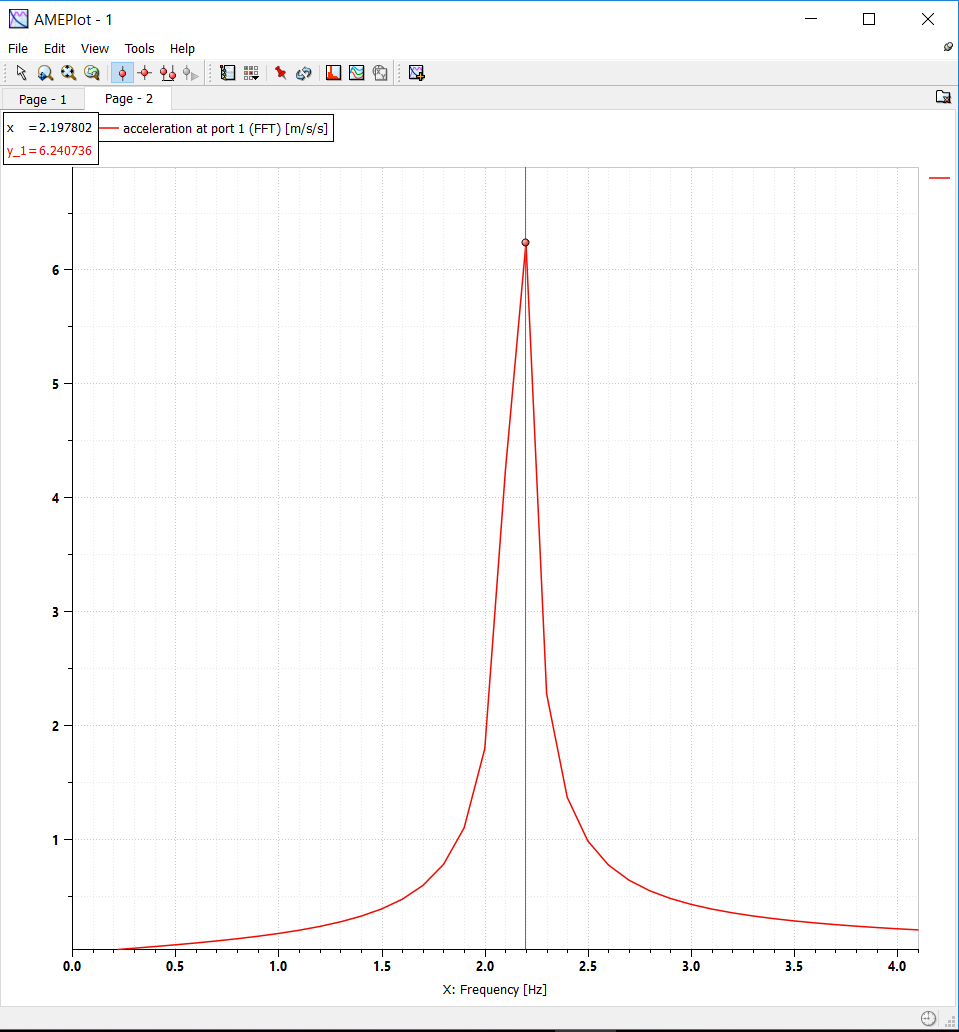 AMEPlot - 1
File Edit View Tools Help
Page - 1 Page - 2
x =2.197802
y_1=6.240736
acceleration at port 1 (FFT) [m/s/s]
6
5
4
3
2
1
0.0 0.5 1.0 1.5 2.0 2.5 3.0 3.5 4.0
X: Frequency [Hz]